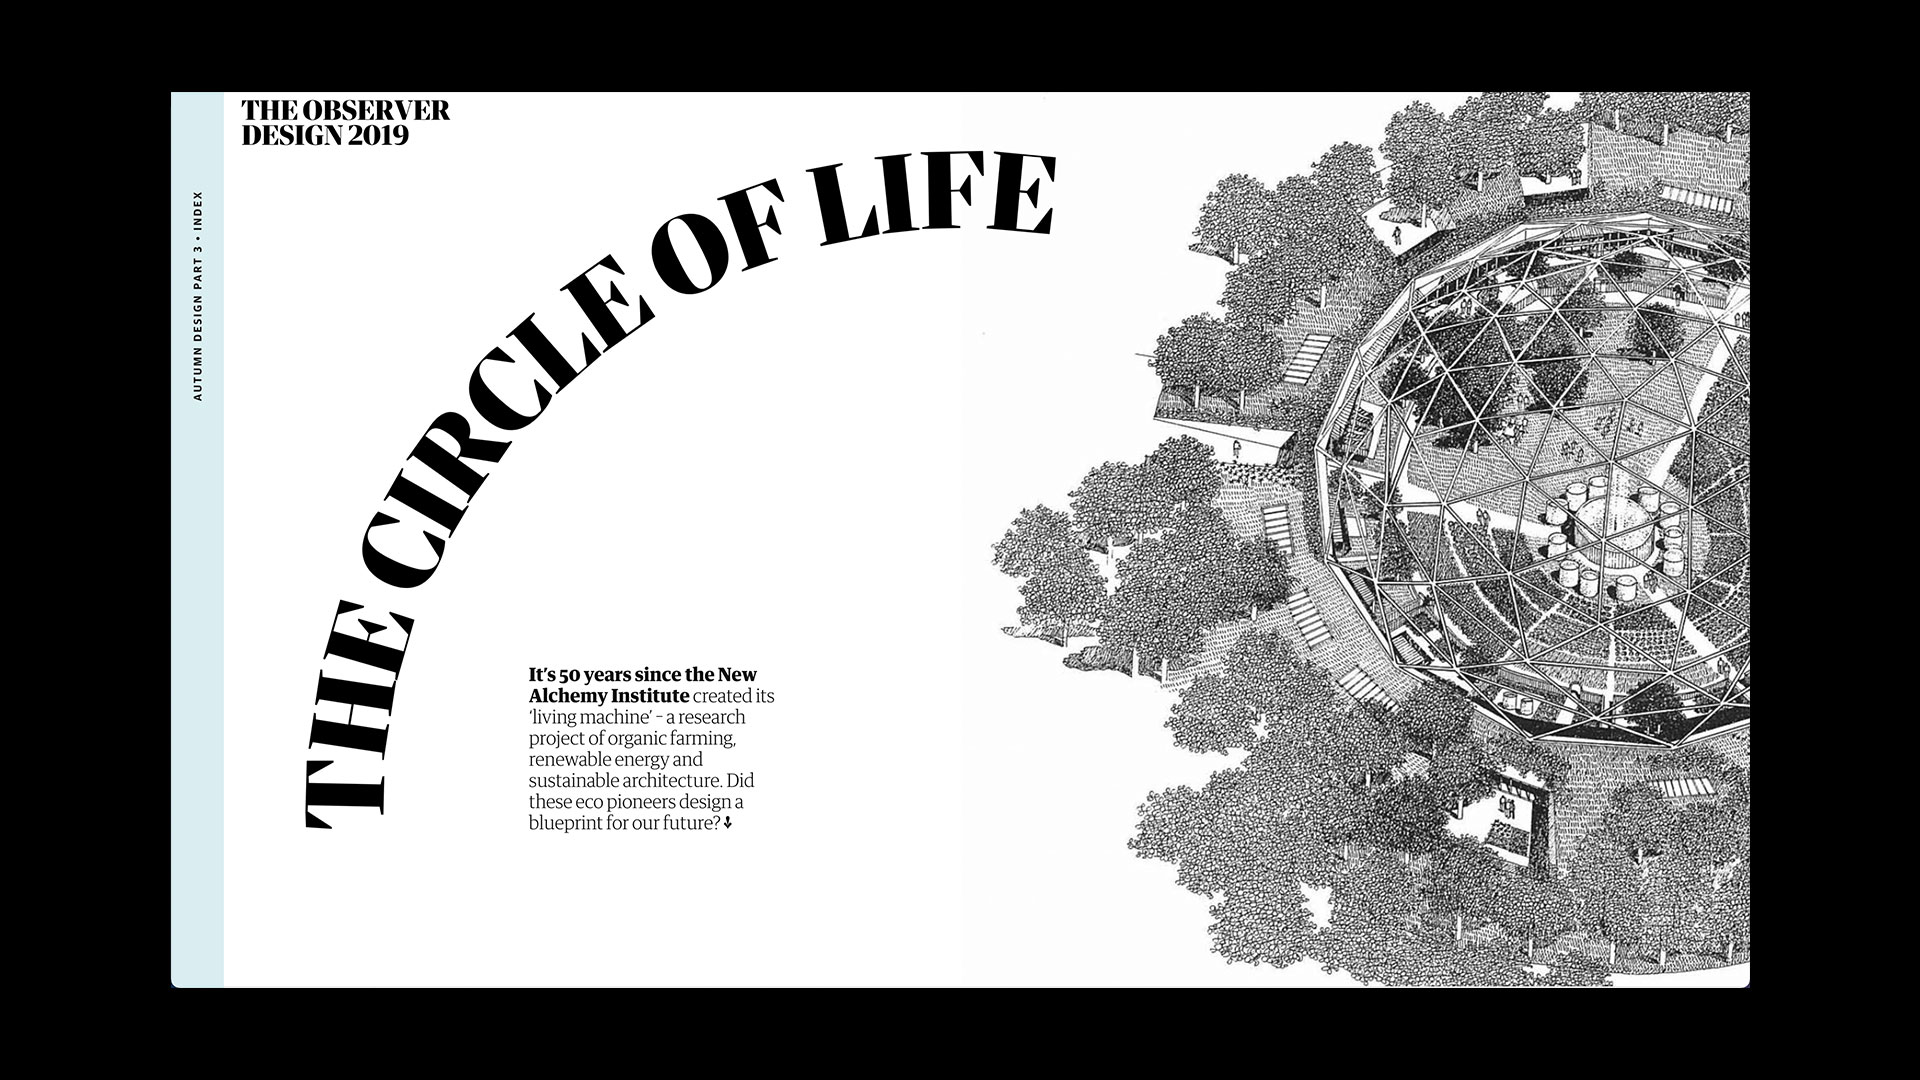 THE OBSERVER
DESIGN 2019
AUTUMN DESIGN PART 3 • INDEX
THE CIRCLE OF LIFE
It’s 50 years since the New
Alchemy Institute created its
‘living machine’ – a research
project of organic farming,
renewable energy and
sustainable architecture. Did
these eco pioneers design a
blueprint for our future?